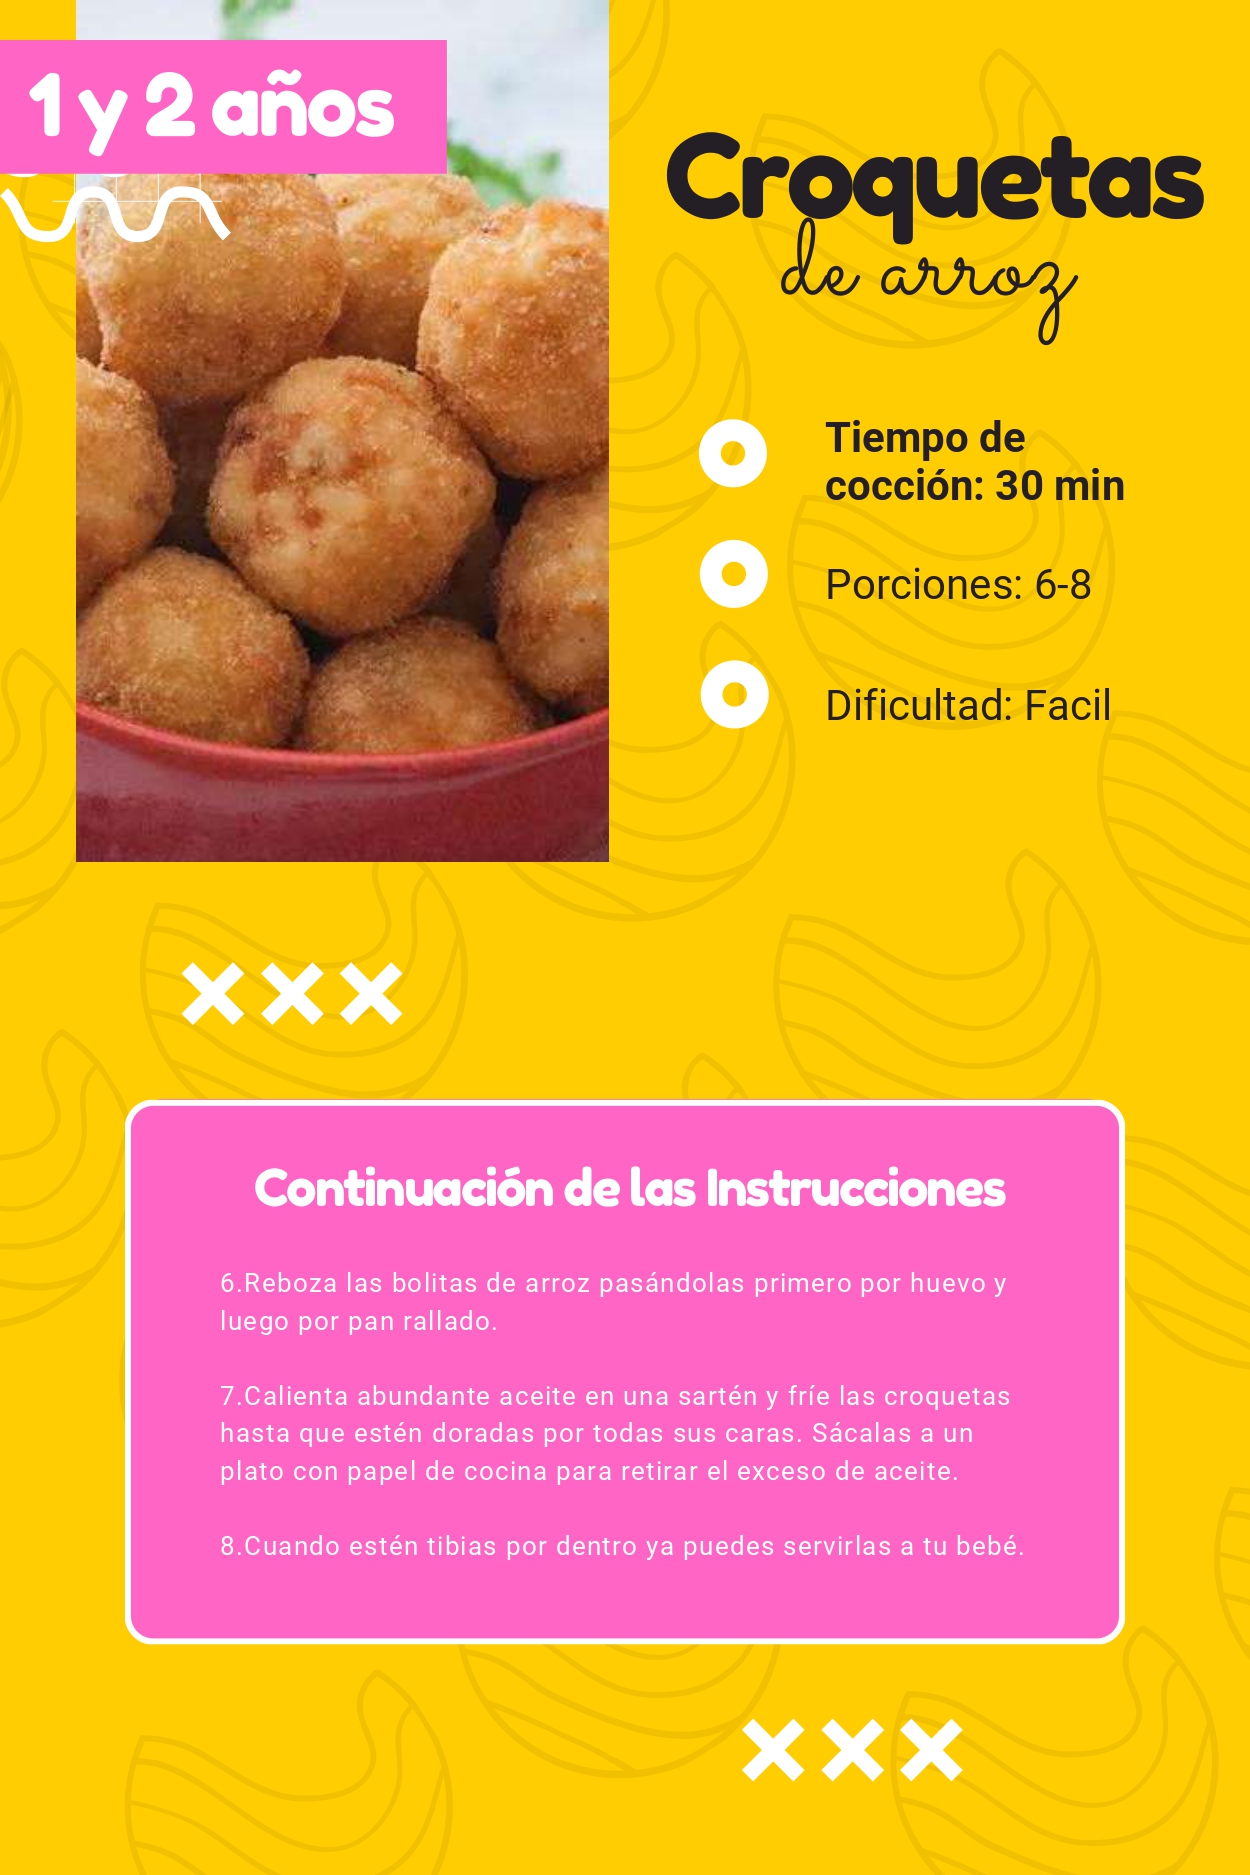 1 y 2 años
Croquetas
de arroz
Tiempo de
cocción: 30 min
Porciones: 6-8
Dificultad: Facil
Continuación de las Instrucciones
6.Reboza las bolitas de arroz pasándolas primero por huevo y
luego por pan rallado.
7.Calienta abundante aceite en una sartén y fríe las croquetas
hasta que estén doradas por todas sus caras. Sácalas a un
plato con papel de cocina para retirar el exceso de aceite.
8.Cuando estén tibias por dentro ya puedes servirlas a tu bebé.